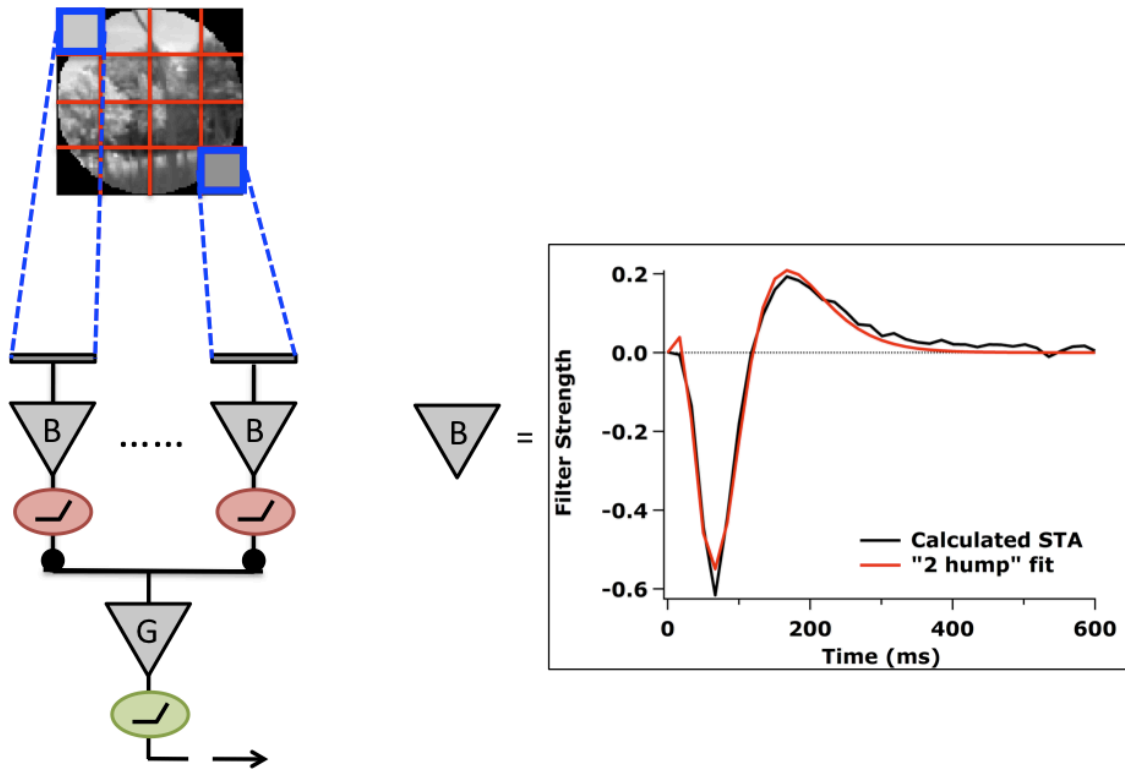 B ...... B
G
B =
Filter Strength
0.2
0.0
-0.2
-0.4
-0.6
Calculated STA
"2 hump" fit
0 200 400 600
Time (ms)